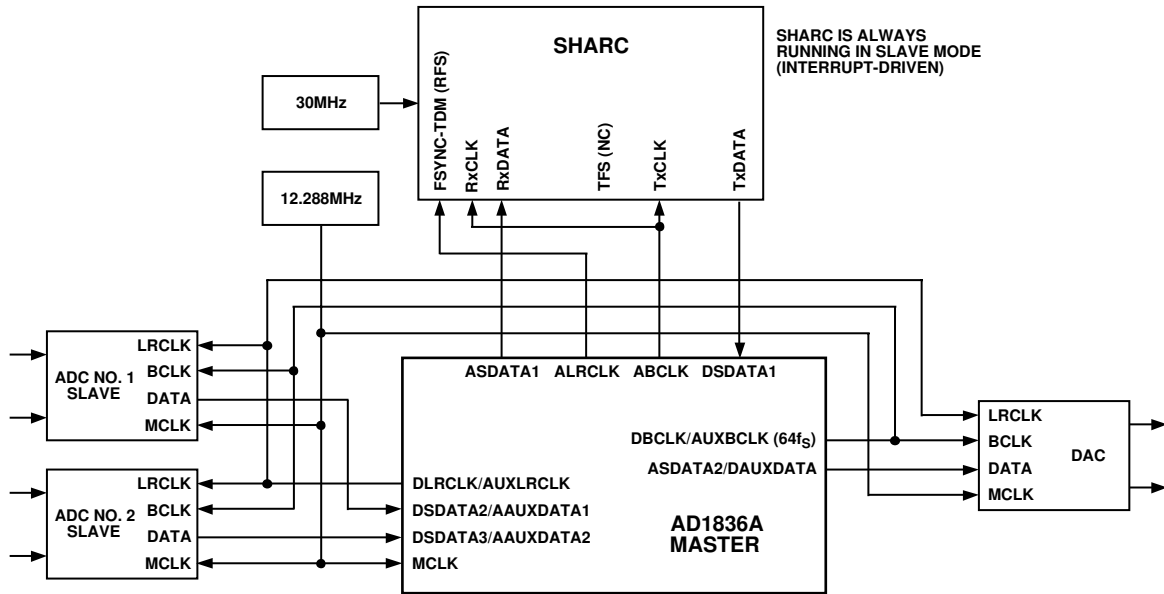 SHARC
SHARC IS ALWAYS
RUNNING IN SLAVE MODE
(INTERRUPT-DRIVEN)
30MHz
12.288MHz
FSYNC-TDM (RFS)
RxCLK
RxDATA
TFS (NC)
TxCLK
TxDATA
ADC NO. 1
SLAVE
LRCLK
BCLK
DATA
MCLK
ADC NO. 2
SLAVE
LRCLK
BCLK
DATA
MCLK
ASDATA1 ALRCLK ABCLK DSDATA1
DBCLK/AUXBCLK (64fS)
ASDATA2/DAUXDATA
DLRCLK/AUXLRCLK
DSDATA2/AAUXDATA1
DSDATA3/AAUXDATA2
MCLK
AD1836A
MASTER
LRCLK
BCLK
DATA
MCLK
DAC